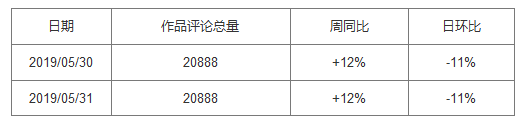 日期 作品评论总量 周同比 日环比
2019/05/30 20888 +12% -11%
2019/05/31 20888 +12% -11%